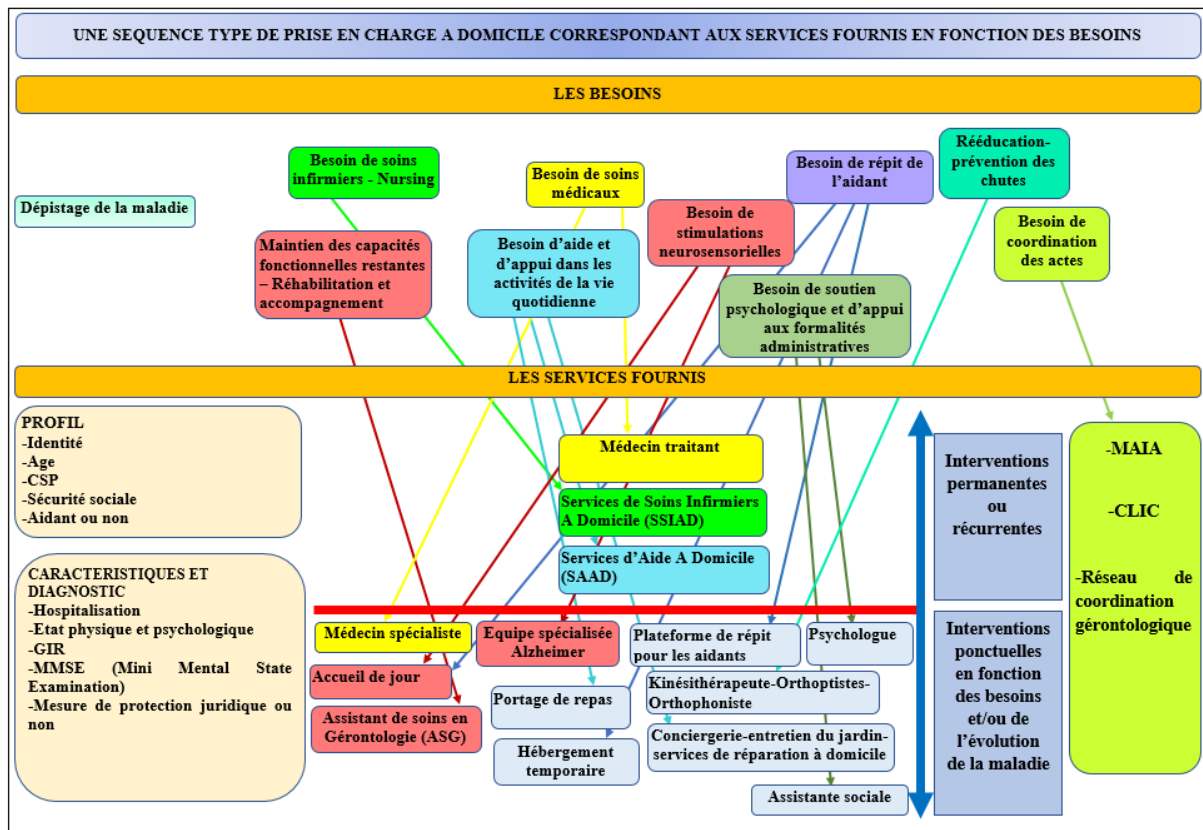 UNE SEQUENCE TYPE DE PRISE EN CHARGE A DOMICILE CORRESPONDANT AUX SERVICES FOURNIS EN FONCTION DES BESOINS
LES BESOINS
Dépistage de la maladie
Besoin de soins
infirmiers - Nursing
Maintien des capacités
fonctionnelles restantes
– Réhabilitation et
accompagnement
Besoin de soins
médicaux
Besoin d’aide et
d’appui dans les
activités de la vie
quotidienne
Besoin de
stimulations
neurosensorielles
Besoin de répit de
l’aidant
Besoin de soutien
psychologique et d’appui
aux formalités
administratives
Rééducation-
prévention des
chutes
Besoin de
coordination
des actes
LES SERVICES FOURNIS
PROFIL
-Identité
-Age
-CSP
-Sécurité sociale
-Aidant ou non
CARACTERISTIQUES ET
DIAGNOSTIC
-Hospitalisation
-Etat physique et psychologique
-GIR
-MMSE (Mini Mental State
Examination)
-Mesure de protection juridique ou
non
Médecin traitant
Services de Soins Infirmiers
A Domicile (SSIAD)
Services d’Aide A Domicile
(SAAD)
Médecin spécialiste
Accueil de jour
Assistant de soins en
Gérontologie (ASG)
Equipe spécialisée
Alzheimer
Portage de repas
Hébergement
temporaire
Plateforme de répit
pour les aidants
Psychologue
Kinésithérapeute-Orthoptistes-
Orthophoniste
Conciergerie-entretien du jardin-
services de réparation à domicile
Assistante sociale
Interventions
permanentes
ou
récurrentes
Interventions
ponctuelles
en fonction
des besoins
et/ou de
l’évolution
de la maladie
-MAIA
-CLIC
-Réseau de
coordination
gérontologique